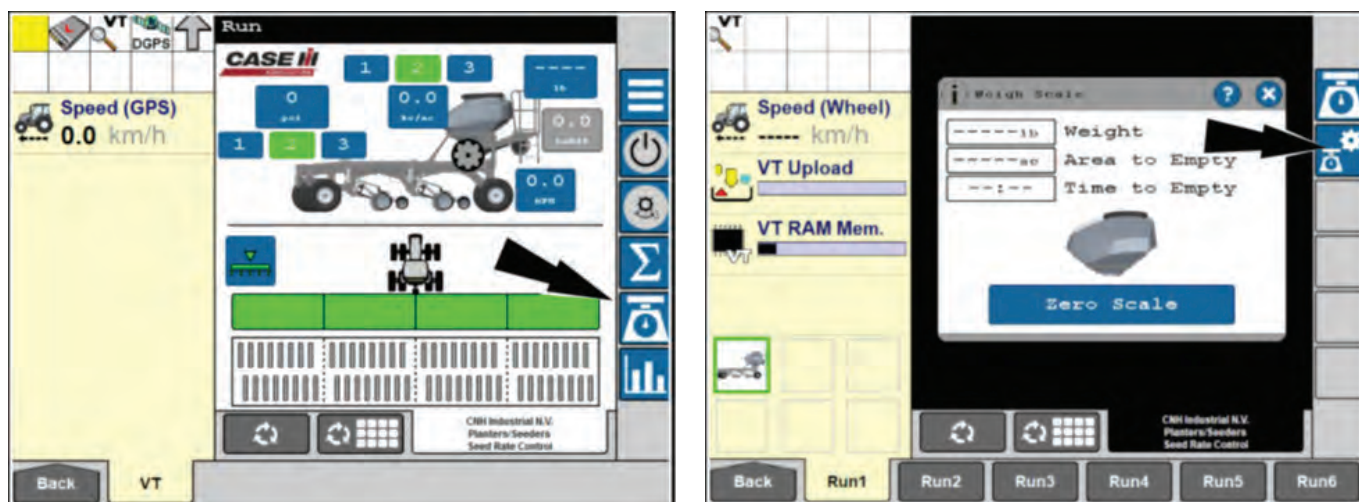 VT
DGPS
Run
Speed (GPS)
0.0 km/h
CASE IH
1 2 3
----
lb
0
psi
0.0
0.0
1 2 3
0.0
CNH Industrial N.V.
Planters/Seeders
Seed Rate Control
Back
VT
VT
Speed (Wheel)
----- km/h
VT Upload
VT RAM Mem.
VT
Weigh Scale
?
-----lb Weight
-----ac Area to Empty
--:-- Time to Empty
Zero Scale
CNH Industrial N.V.
Planters/Seeders
Seed Rate Control
Back
Run1
Run2
Run3
Run4
Run5
Run6